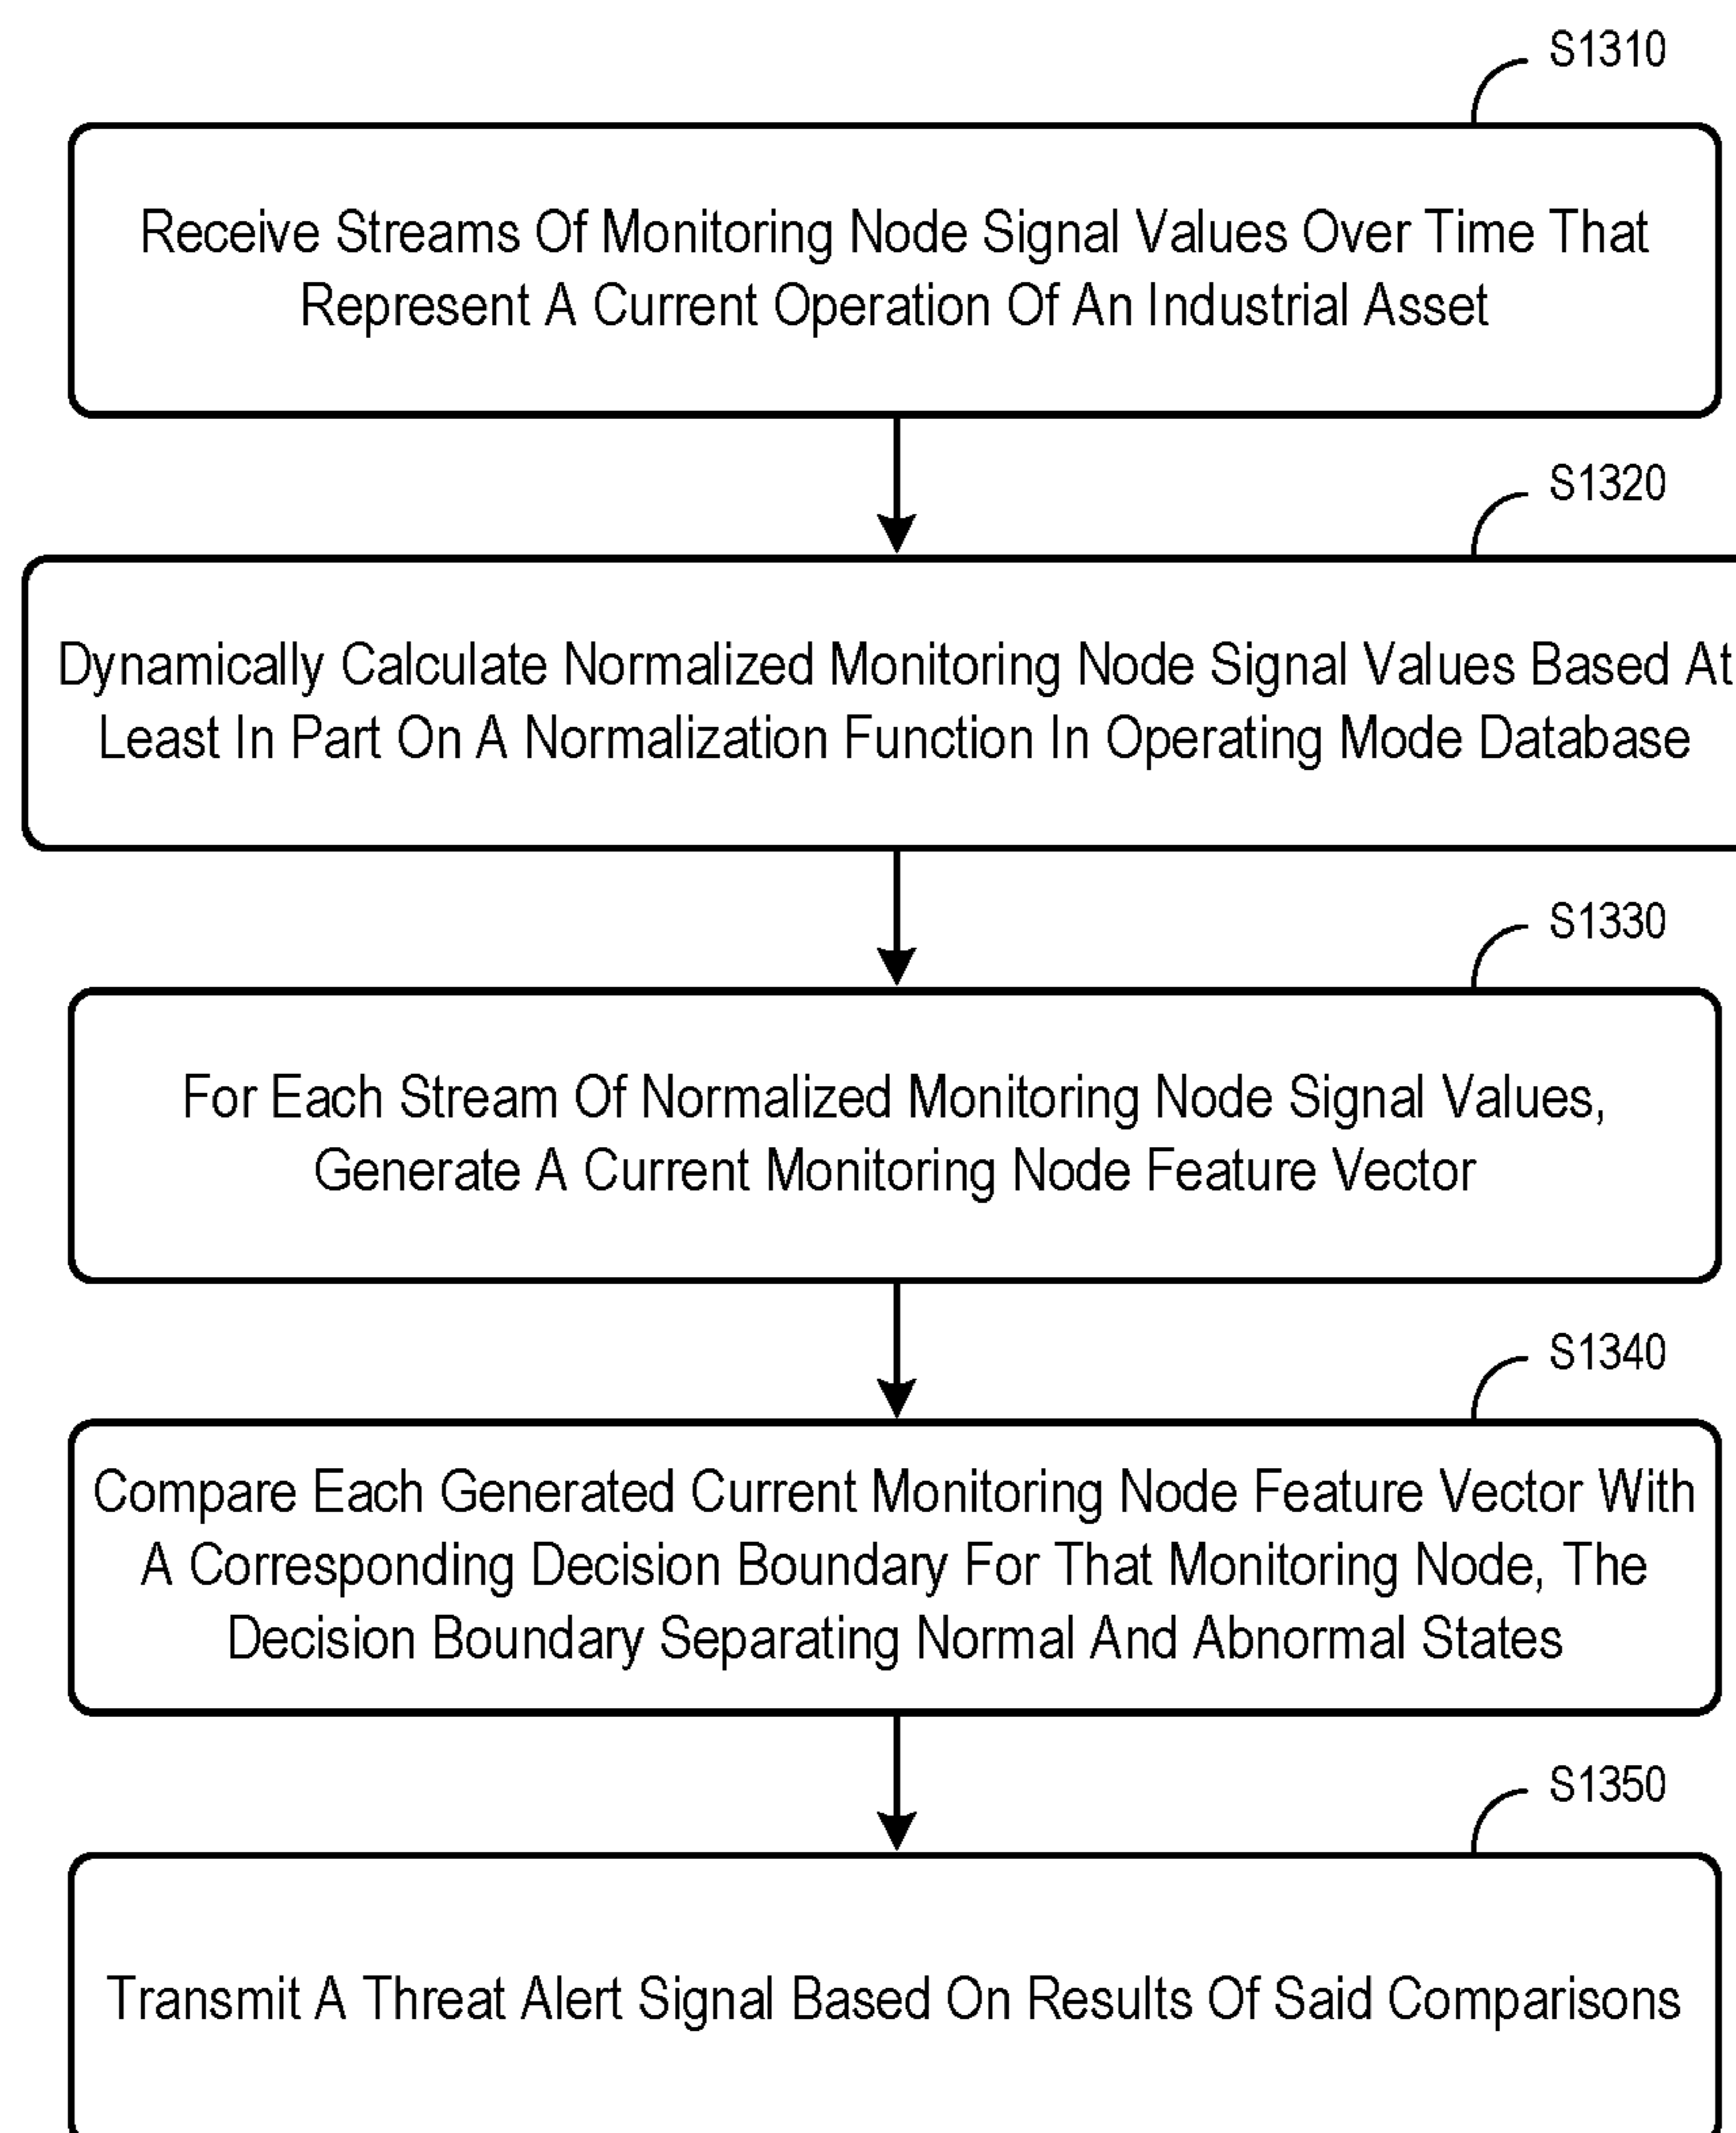 S1310
Receive Streams Of Monitoring Node Signal Values Over Time That
Represent A Current Operation Of An Industrial Asset
S1320
Dynamically Calculate Normalized Monitoring Node Signal Values Based At
Least In Part On A Normalization Function In Operating Mode Database
S1330
For Each Stream Of Normalized Monitoring Node Signal Values,
Generate A Current Monitoring Node Feature Vector
S1340
Compare Each Generated Current Monitoring Node Feature Vector With
A Corresponding Decision Boundary For That Monitoring Node, The
Decision Boundary Separating Normal And Abnormal States
S1350
Transmit A Threat Alert Signal Based On Results Of Said Comparisons